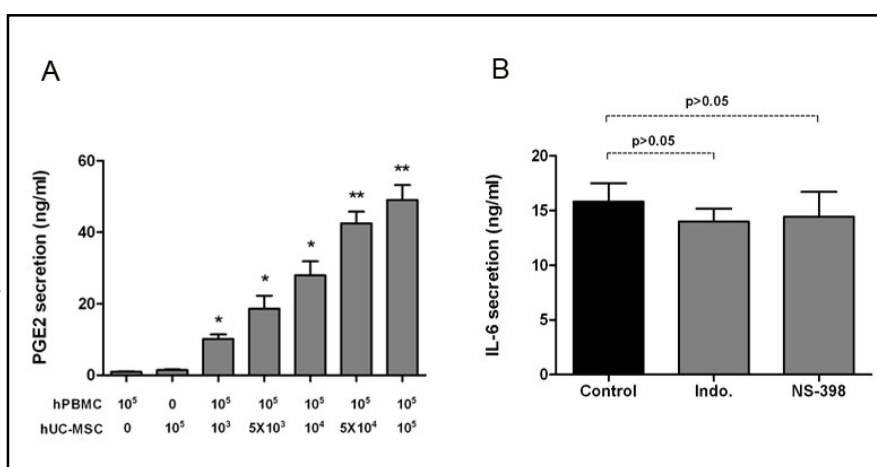 A
PGE2 secretion (ng/ml)
60
40
20
0
* * * ** **
hPBMC 10⁵ 0 10⁵ 10⁵ 10⁵ 10⁵ 10⁵
hUC-MSC 0 10⁵ 10³ 5X10³ 10⁴ 5X10⁴ 10⁵
B
p>0.05
p>0.05
IL-6 secretion (ng/ml)
20
15
10
5
0
Control Indo. NS-398